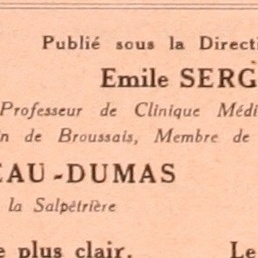 Publié sous la Directi
Emile SERG
Professeur de Clinique Médi
in de Broussais, Membre de
EAU-DUMAS
la Salpêtrière
plus clair. Le